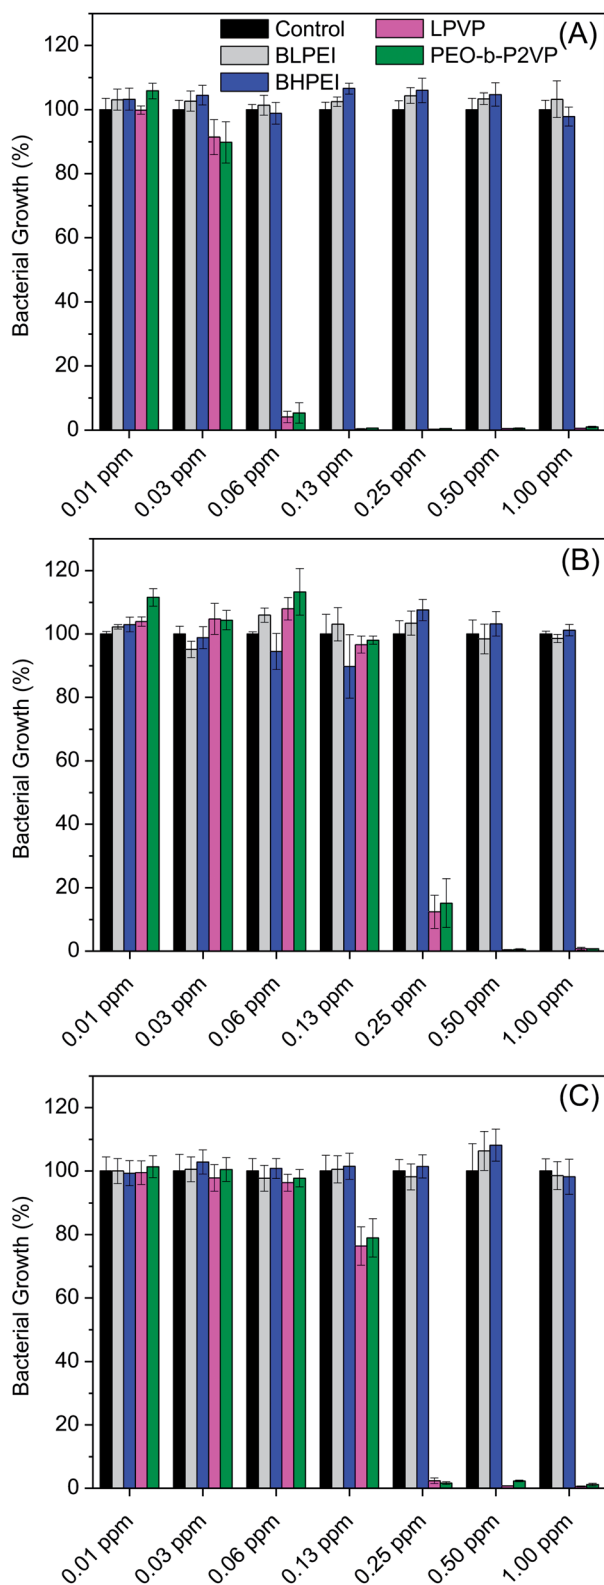 Control LPVP (A)
BLPEI PEO-b-P2VP
BHPEI
120
100
80
60
40
20
0
Bacterial Growth (%)
0.01 ppm 0.03 ppm 0.06 ppm 0.13 ppm 0.25 ppm 0.50 ppm 1.00 ppm
(B)
120
100
80
60
40
20
0
Bacterial Growth (%)
0.01 ppm 0.03 ppm 0.06 ppm 0.13 ppm 0.25 ppm 0.50 ppm 1.00 ppm
(C)
120
100
80
60
40
20
0
Bacterial Growth (%)
0.01 ppm 0.03 ppm 0.06 ppm 0.13 ppm 0.25 ppm 0.50 ppm 1.00 ppm